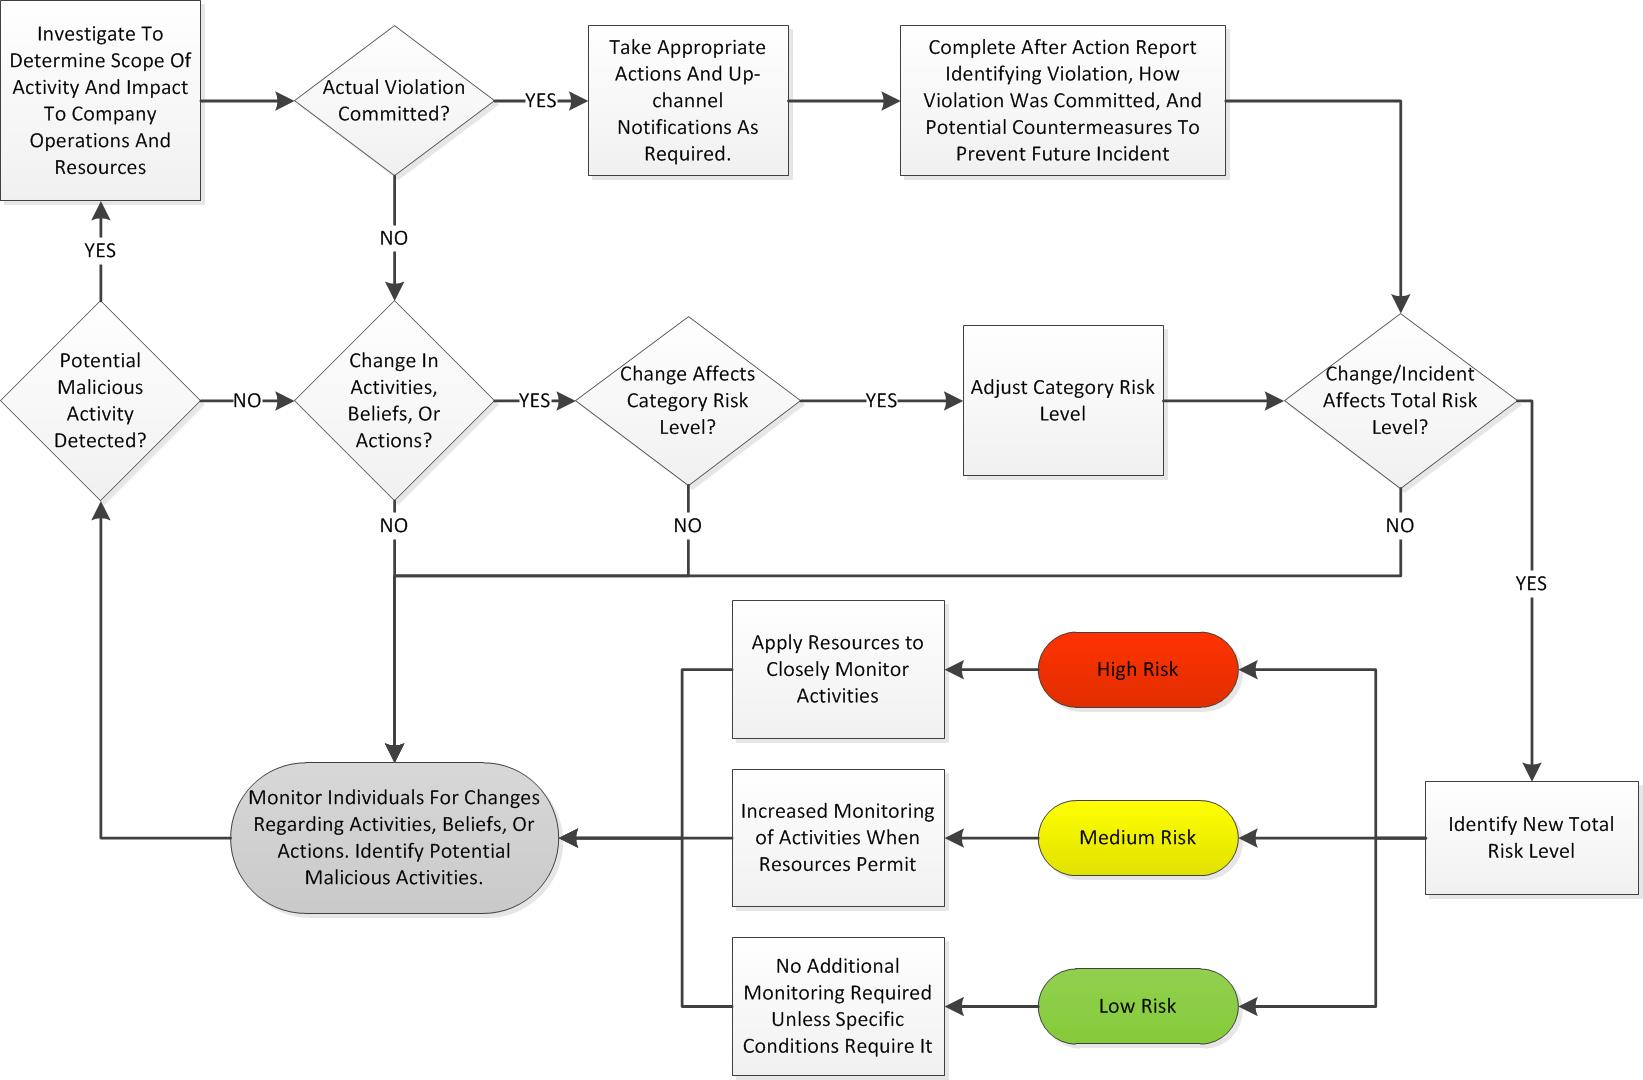 Investigate To
Determine Scope Of
Activity And Impact
To Company
Operations And
Resources
Actual Violation
Committed?
YES
Take Appropriate
Actions And Up-
channel
Notifications As
Required.
Complete After Action Report
Identifying Violation, How
Violation Was Committed, And
Potential Countermeasures To
Prevent Future Incident
YES
NO
Potential
Malicious
Activity
Detected?
NO
Change In
Activities,
Beliefs, Or
Actions?
YES
Change Affects
Category Risk
Level?
YES
Adjust Category Risk
Level
Change/Incident
Affects Total Risk
Level?
NO
NO
NO
YES
Apply Resources to
Closely Monitor
Activities
High Risk
Monitor Individuals For Changes
Regarding Activities, Beliefs, Or
Actions. Identify Potential
Malicious Activities.
Increased Monitoring
of Activities When
Resources Permit
Medium Risk
Identify New Total
Risk Level
No Additional
Monitoring Required
Unless Specific
Conditions Require It
Low Risk